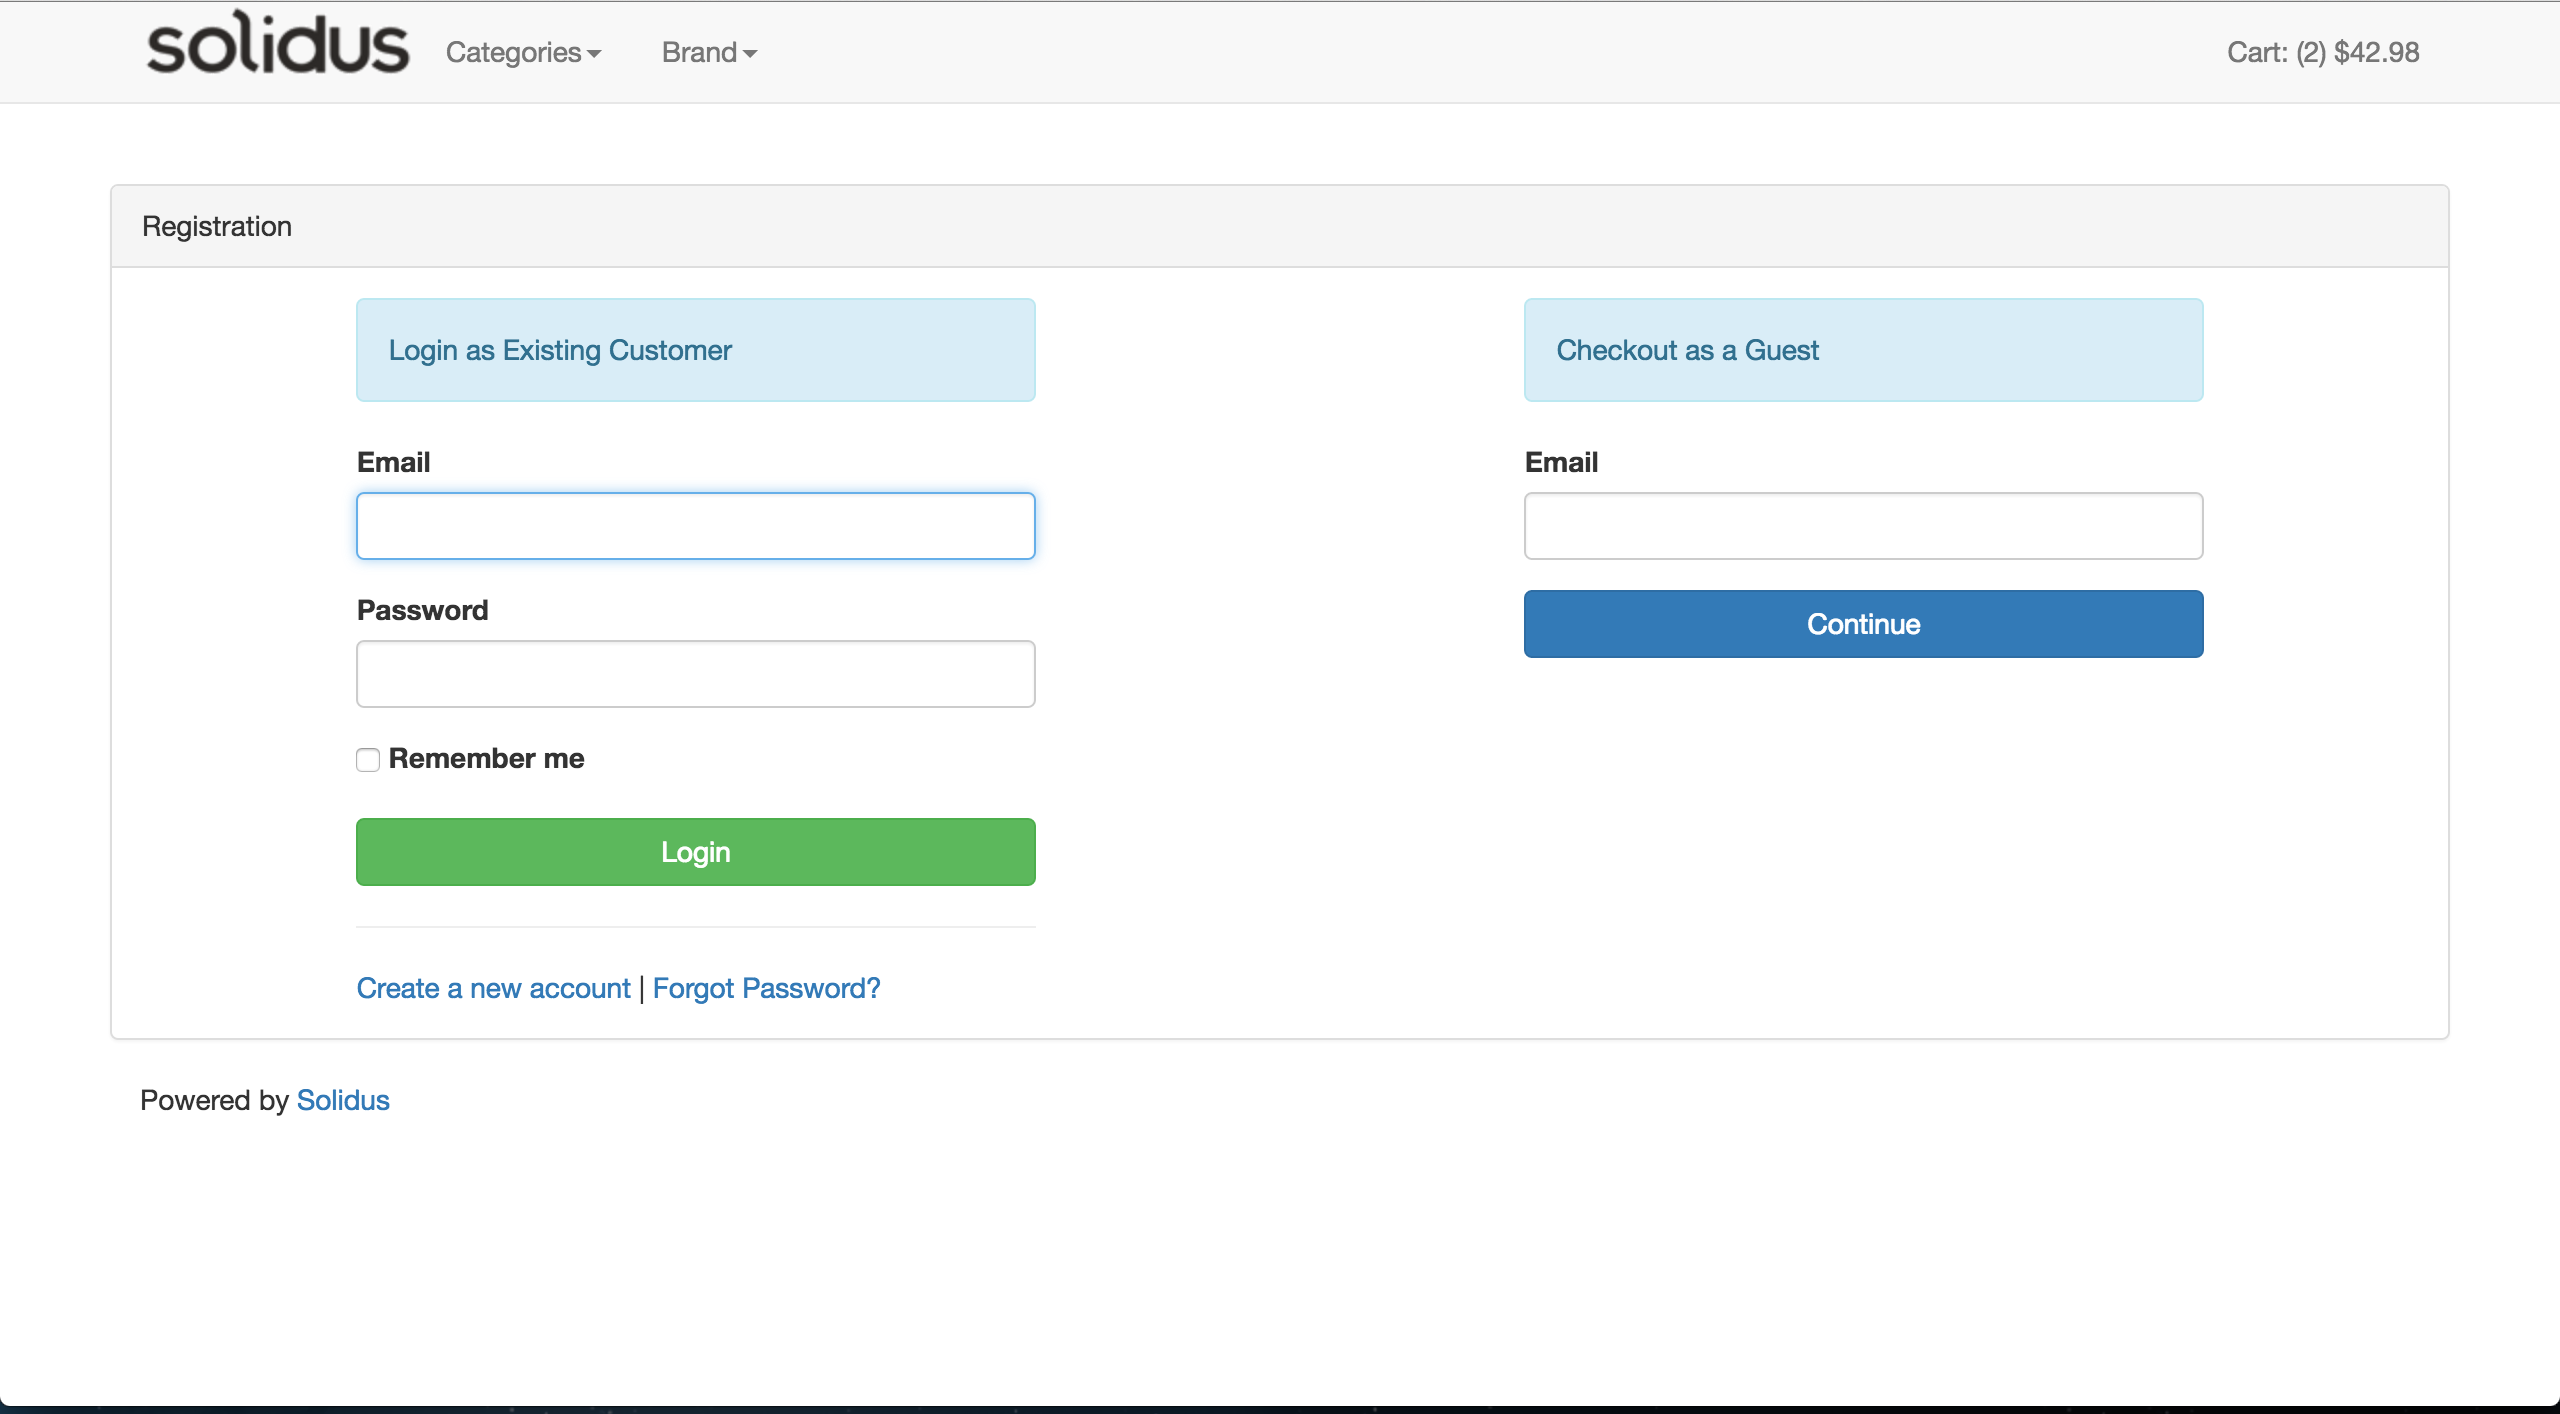 solidus Categories Brand Cart: (2) $42.98
Registration
Login as Existing Customer
Email
Password
Remember me
Login
Create a new account | Forgot Password?
Checkout as a Guest
Email
Continue
Powered by Solidus